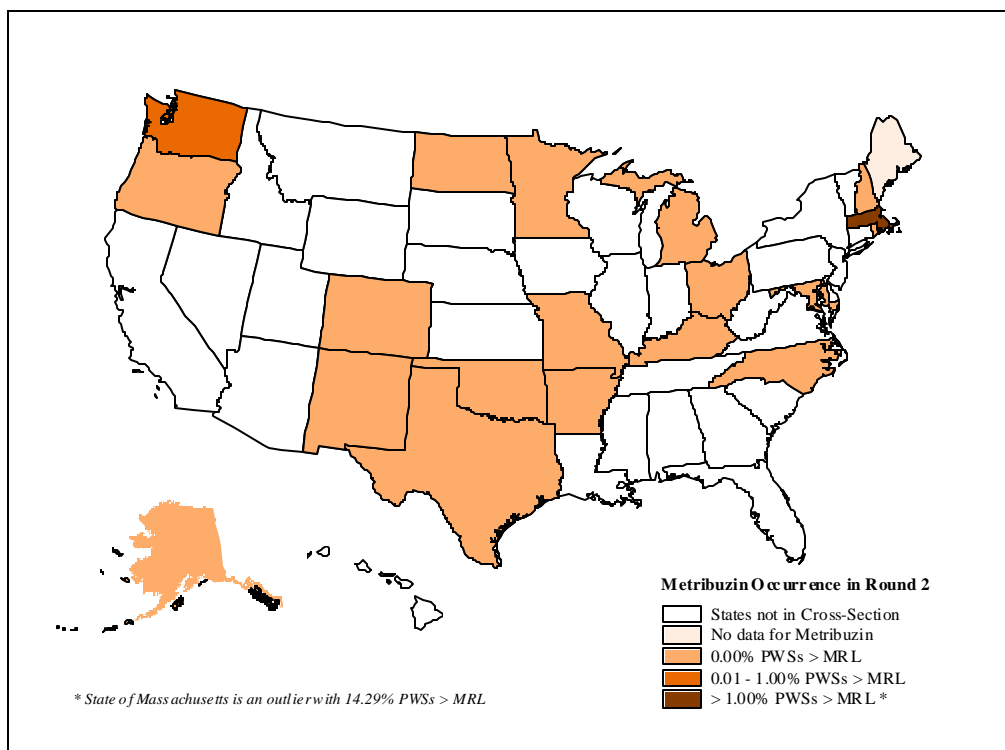 Metribuzin Occurrence in Round 2
States not in Cross-Section
No data for Metribuzin
0.00% PWSs > MRL
0.01 - 1.00% PWSs > MRL
> 1.00% PWSs > MRL *
* State of Massachusetts is an outlier with 14.29% PWSs > MRL